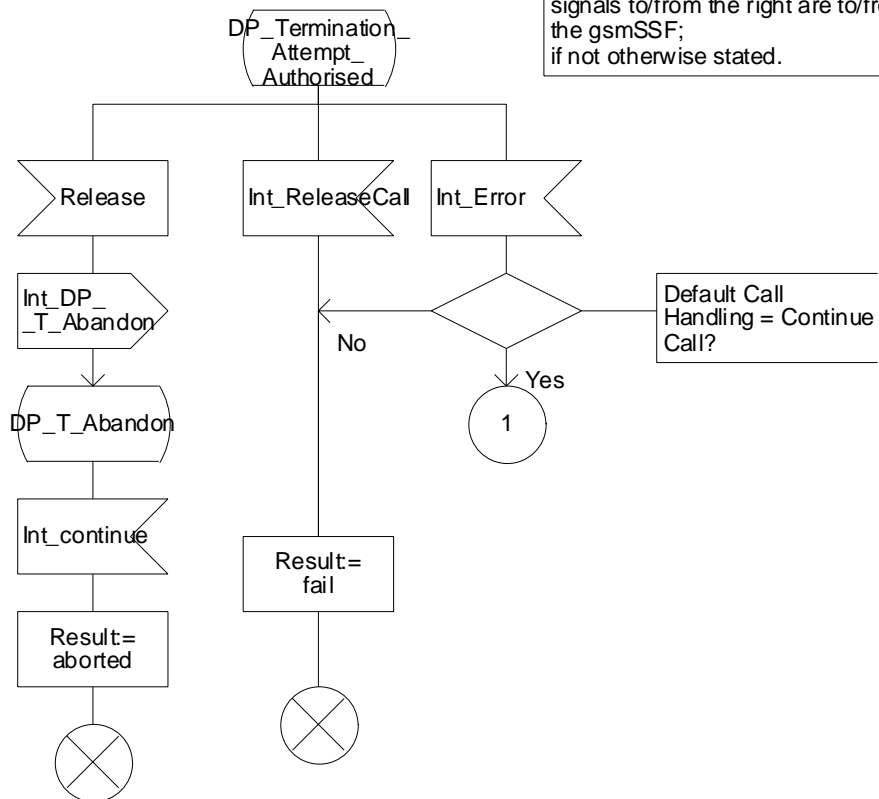 signals to/from the right are to/fro
the gsmSSF;
if not otherwise stated.
DP_Termination_
Attempt_
Authorised
Release
Int_ReleaseCall
Int_Error
Int_DP_
_T_Abandon
Default Call
Handling = Continue
Call?
No
Yes
DP_T_Abandon
1
Int_continue
Result:=
fail
Result:=
aborted